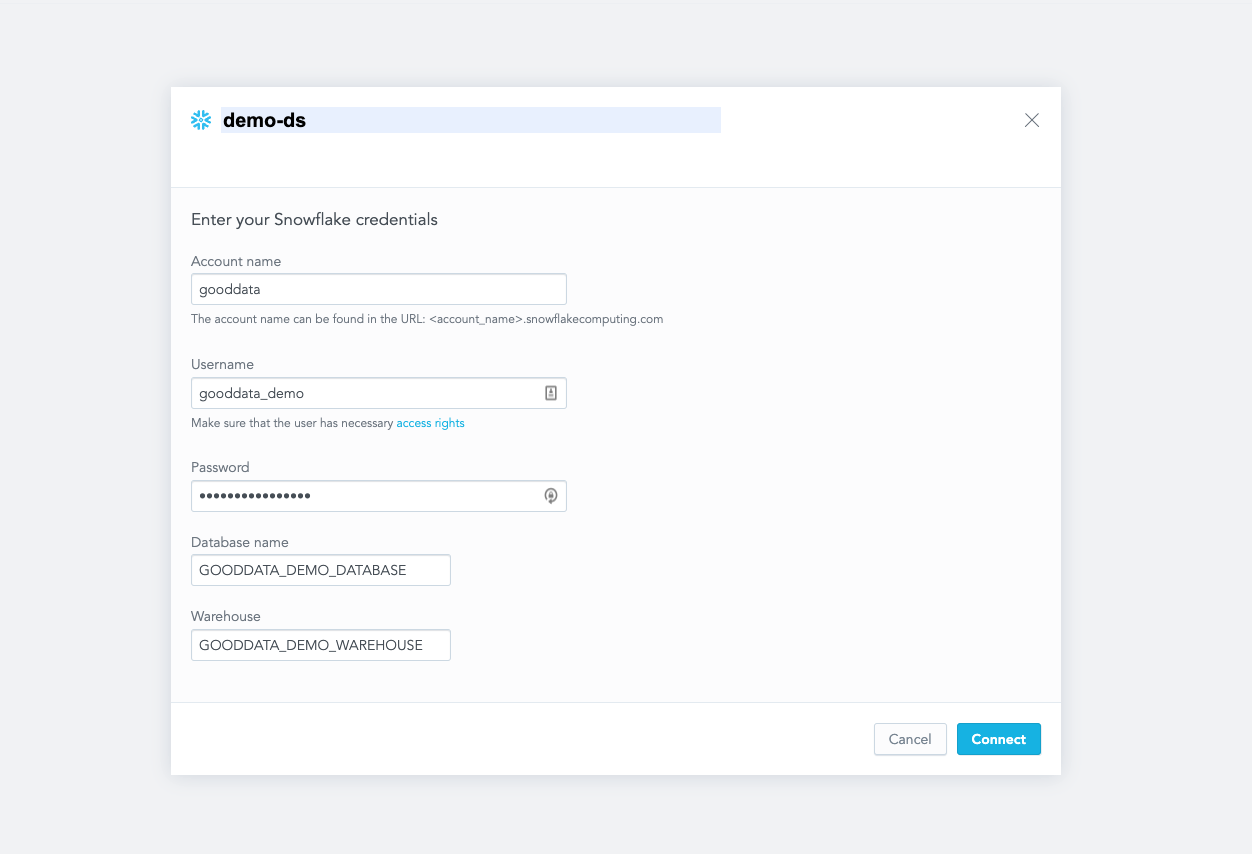 demo-ds
Enter your Snowflake credentials
Account name
gooddata
The account name can be found in the URL: <account_name>.snowflakecomputing.com
Username
gooddata_demo
Make sure that the user has necessary access rights
Password
••••••••••••••••
Database name
GOODDATA_DEMO_DATABASE
Warehouse
GOODDATA_DEMO_WAREHOUSE
Cancel
Connect